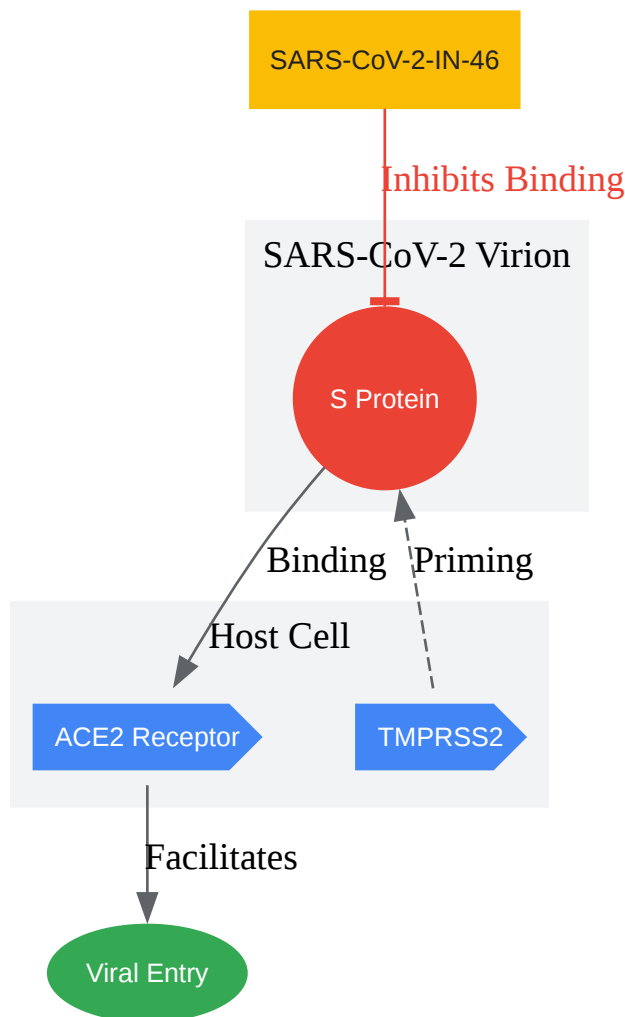 SARS-CoV-2-IN-46
Inhibits Binding
SARS-CoV-2 Virion
S Protein
Binding
Priming
Host Cell
ACE2 Receptor
TMPRSS2
Facilitates
Viral Entry